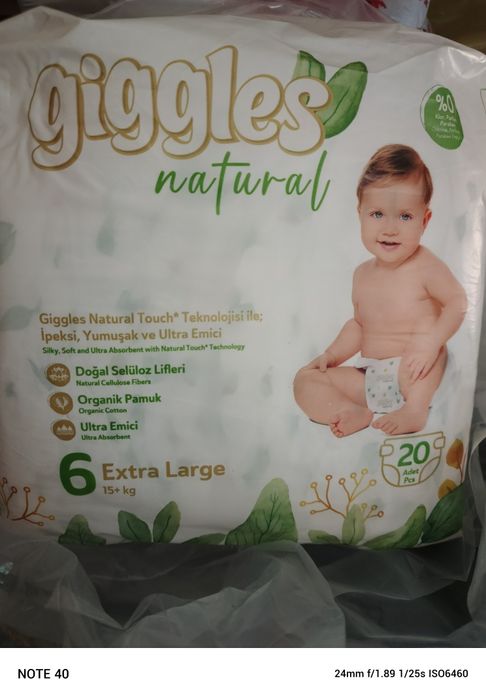 giggles
natural
%0
Giggles Natural Touch* Teknolojisi ile;
İpeksi, Yumuşak ve Ultra Emici
Silky, Soft and Ultra Absorbent with Natural Touch* Technology
Doğal Selüloz Lifleri
Natural Cellulose Fibers
Organik Pamuk
Organic Cotton
Ultra Emici
Ultra Absorbent
6 Extra Large
15+ kg
20
Adet
Pcs
NOTE 40
24mm f/1.89 1/25s ISO6460